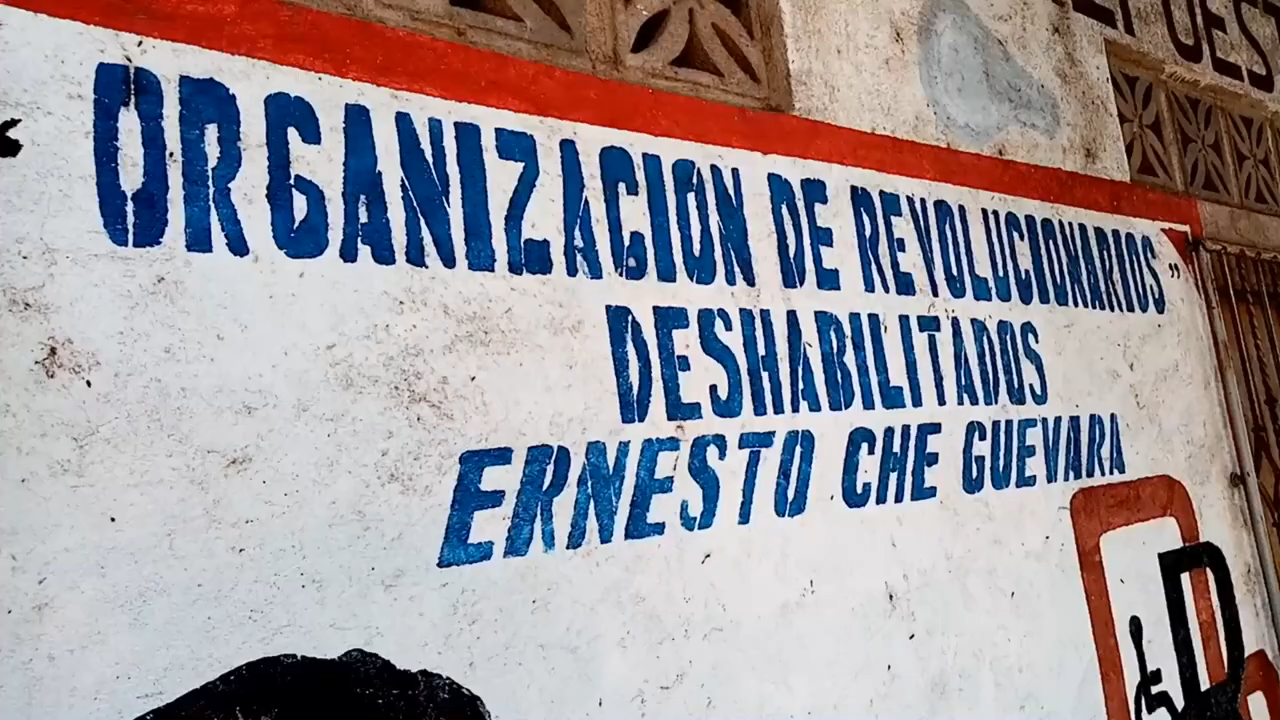 ORGANIZACION DE REVOLUCIONARIOS"
DESHABILITADOS
ERNESTO CHE GUEVARA